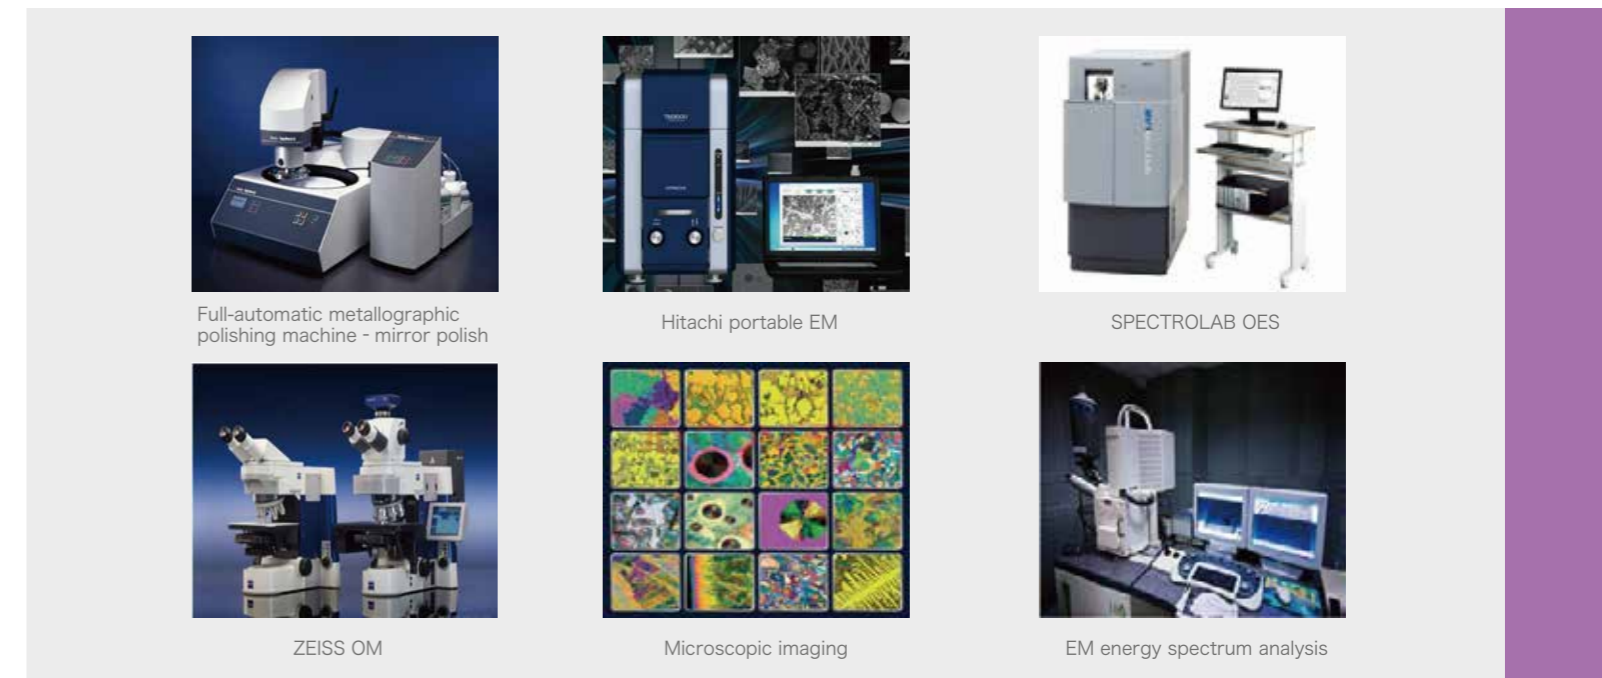 Full-automatic metallographic
polishing machine - mirror polish
Hitachi portable EM
SPECTROLAB OES
ZEISS OM
Microscopic imaging
EM energy spectrum analysis